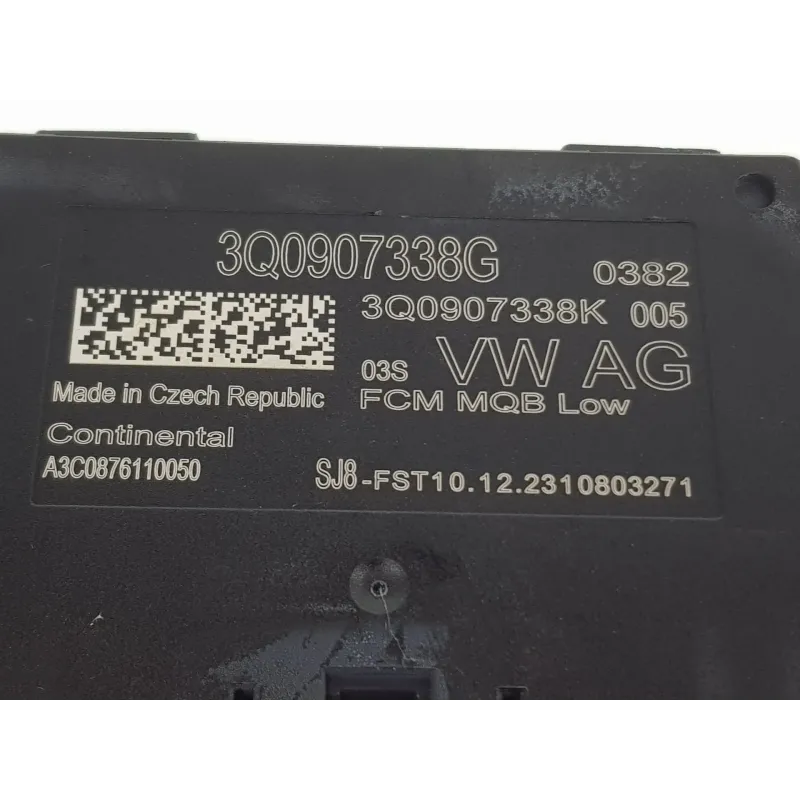 3Q0907338G 0382
3Q0907338K 005
03S VW AG
Made in Czech Republic FCM MQB Low
Continental
A3C0876110050 SJ8-FST10.12.2310803271